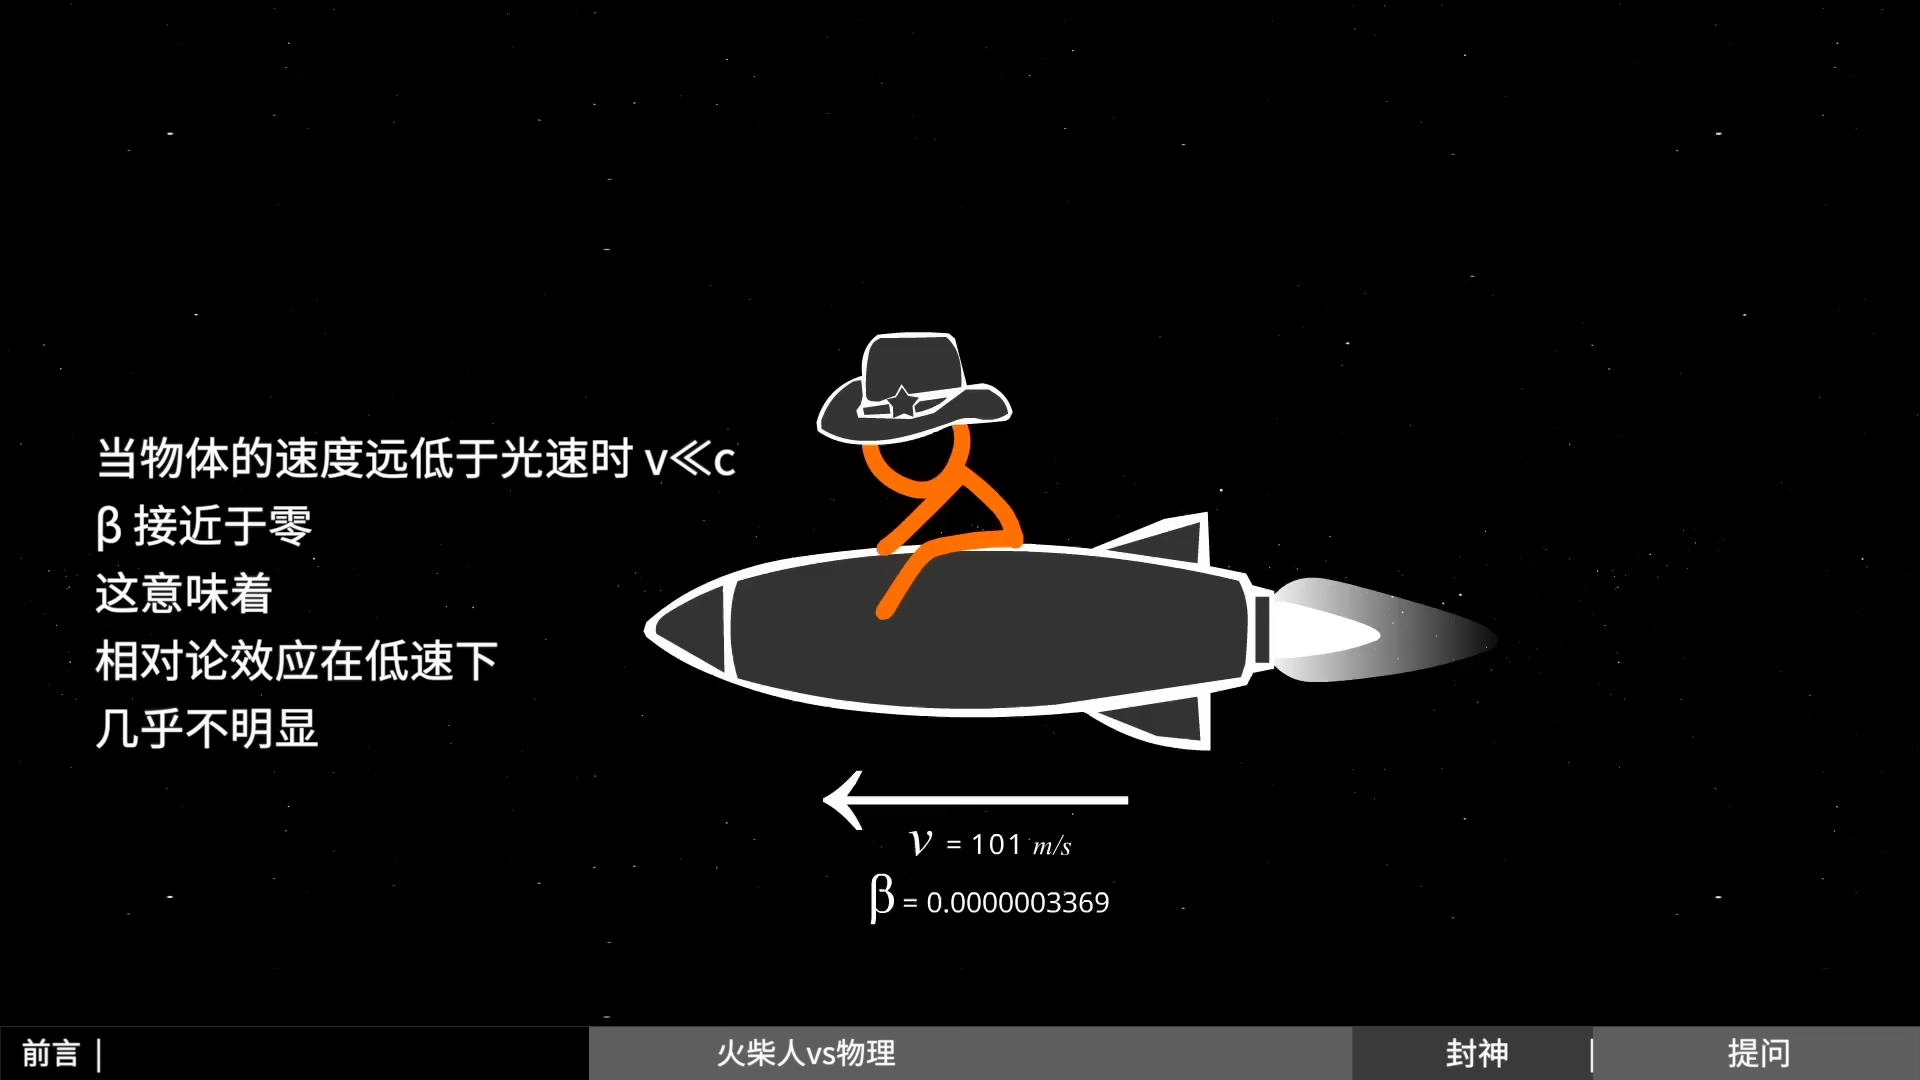 当物体的速度远低于光速时 v≪c
β 接近于零
这意味着
相对论效应在低速下
几乎不明显
v = 101 m/s
β = 0.0000003369
前言 |
火柴人vs物理
封神 |
提问